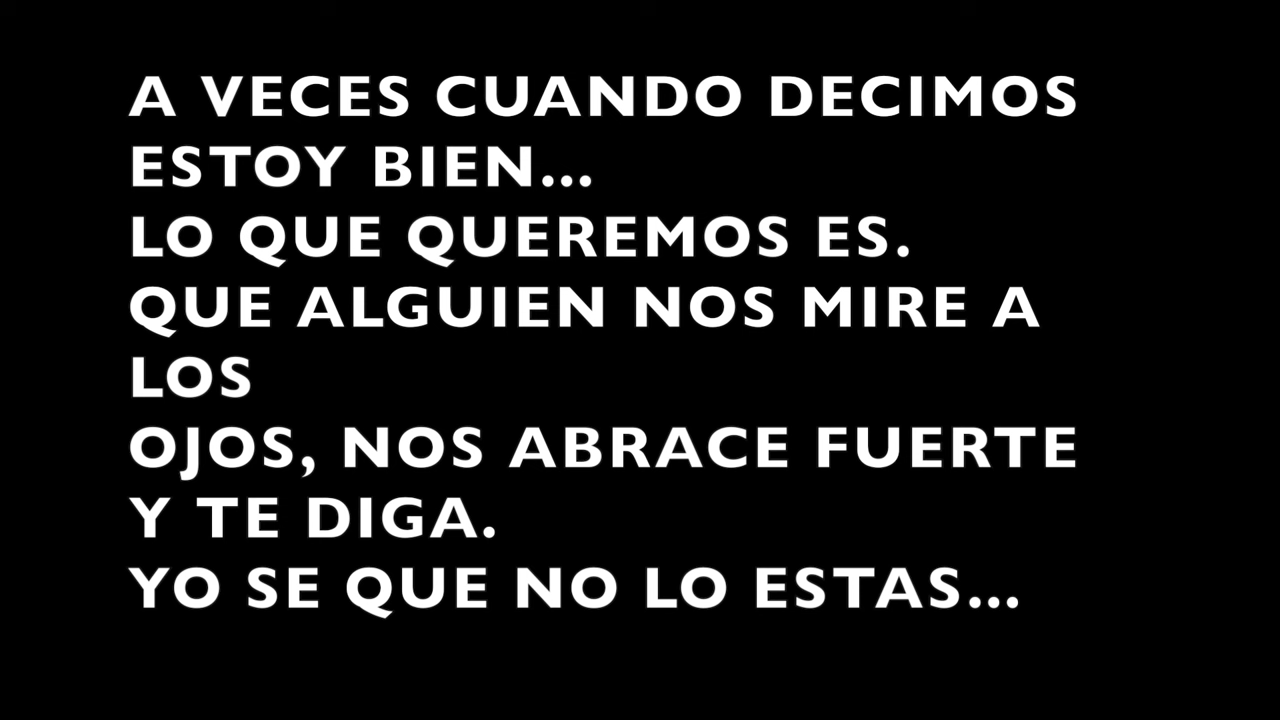 A VECES CUANDO DECIMOS
ESTOY BIEN...
LO QUE QUEREMOS ES.
QUE ALGUIEN NOS MIRE A
LOS
OJOS, NOS ABRACE FUERTE
Y TE DIGA.
YO SE QUE NO LO ESTAS...